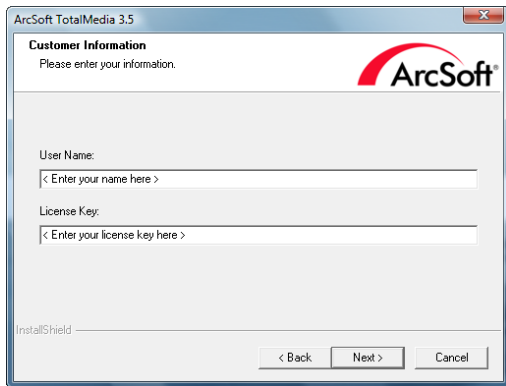 ArcSoft TotalMedia 3.5
Customer Information
Please enter your information.
ArcSoft®
User Name:
< Enter your name here >
License Key:
< Enter your license key here >
InstallShield
< Back
Next >
Cancel